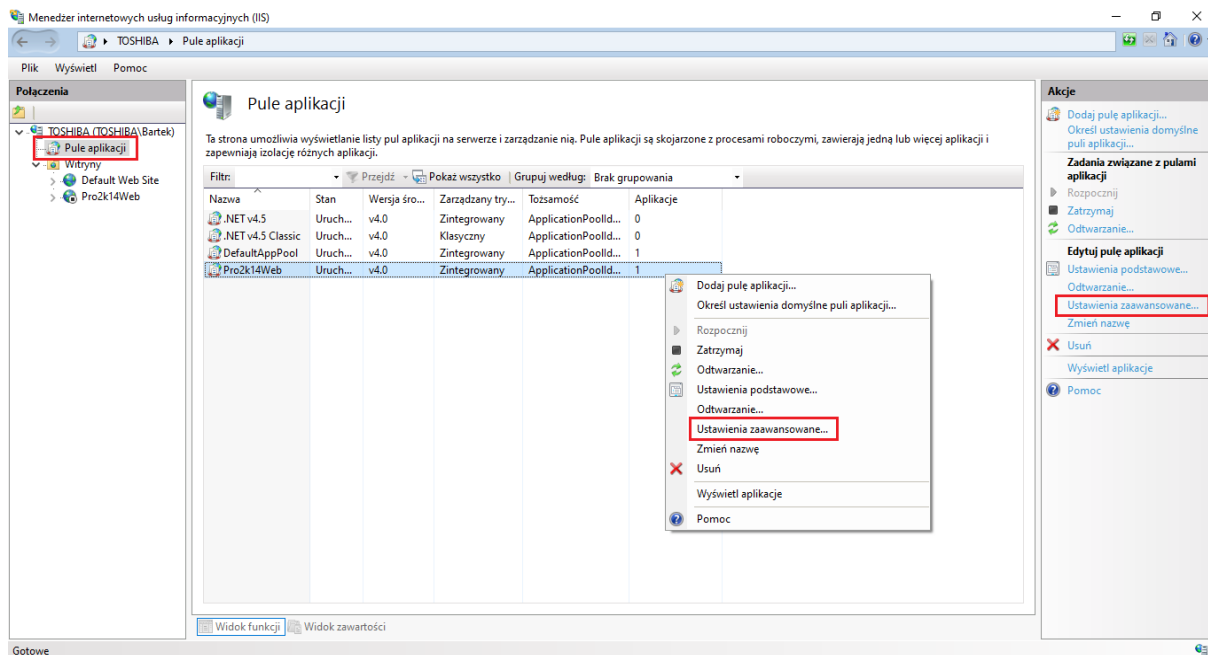 Menedżer internetowych usług informacyjnych (IIS)
TOSHIBA
Pule aplikacji
Plik Wyświetl Pomoc
Połączenia
TOSHIBA (TOSHIBA\Bartek)
Pule aplikacji
Witryny
Default Web Site
Pro2k14Web
Pule aplikacji
Ta strona umożliwia wyświetlanie listy pul aplikacji na serwerze i zarządzanie nią. Pule aplikacji są skojarzone z procesami roboczymi, zawierają jedną lub więcej aplikacji i
zapewniają izolację różnych aplikacji.
Filtr: Przejdź Pokaż wszystko Grupuj według: Brak grupowania
Nazwa Stan Wersja śro... Zarządzany try... Tożsamość Aplikacje
.NET v4.5 Uruch... v4.0 Zintegrowany ApplicationPoolId... 0
.NET v4.5 Classic Uruch... v4.0 Klasyczny ApplicationPoolId... 0
DefaultAppPool Uruch... v4.0 Zintegrowany ApplicationPoolId... 1
Pro2k14Web Uruch... v4.0 Zintegrowany ApplicationPoolId... 1
Dodaj pulę aplikacji...
Określ ustawienia domyślne puli aplikacji...
Rozpocznij
Zatrzymaj
Odtwarzanie...
Ustawienia podstawowe...
Odtwarzanie...
Ustawienia zaawansowane...
Zmień nazwę
Usuń
Wyświetl aplikacje
Pomoc
Widok funkcji Widok zawartości
Akcje
Dodaj pulę aplikacji...
Określ ustawienia domyślne
puli aplikacji...
Zadania związane z pulami
aplikacji
Rozpocznij
Zatrzymaj
Odtwarzanie...
Edytuj pulę aplikacji
Ustawienia podstawowe...
Odtwarzanie...
Ustawienia zaawansowane...
Zmień nazwę
Usuń
Wyświetl aplikacje
Pomoc
Gotowe